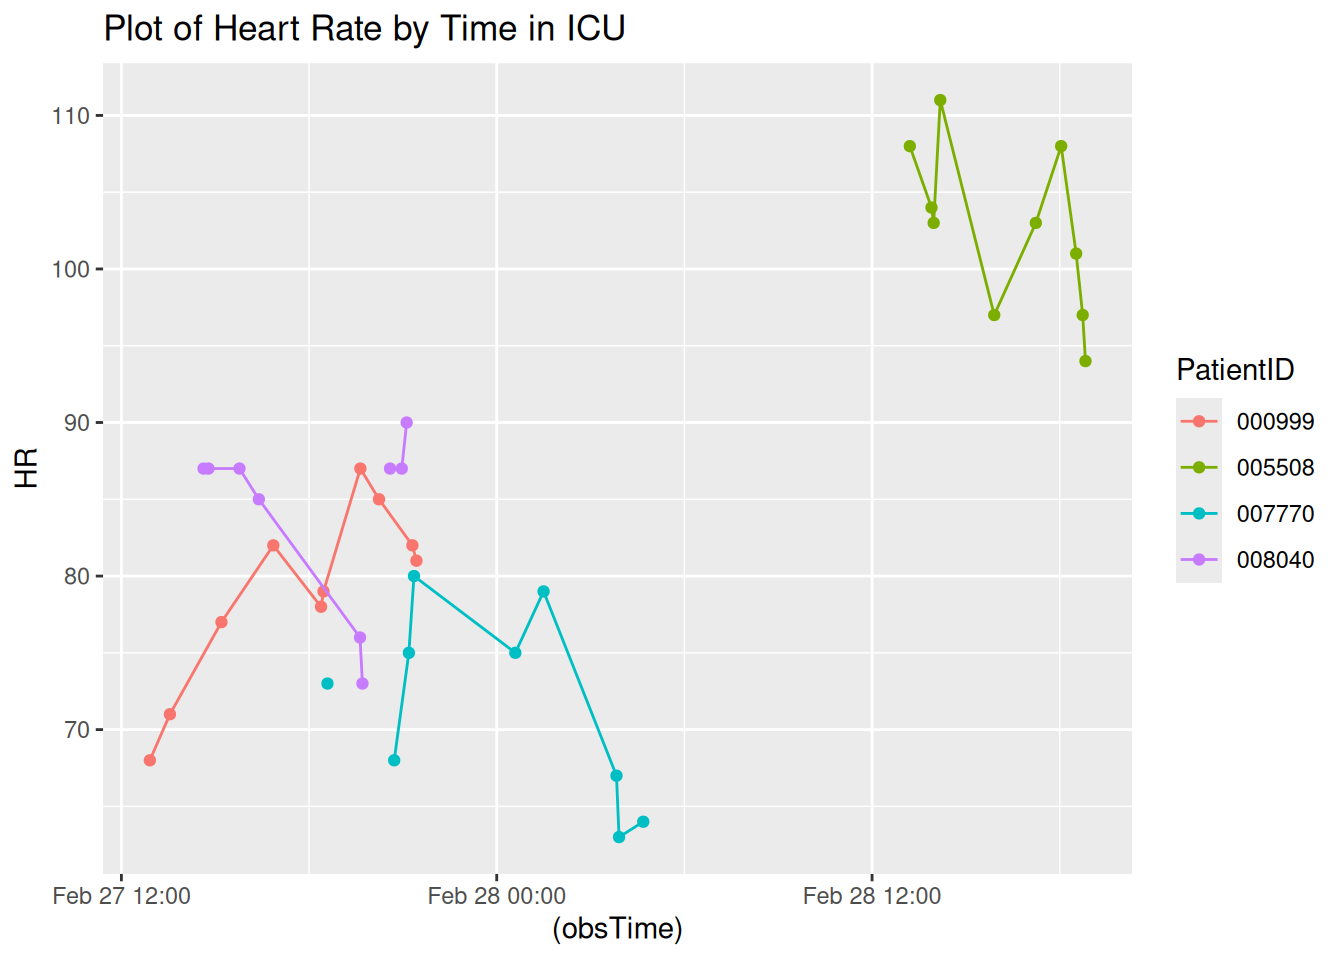 Plot of Heart Rate by Time in ICU
110
100
90
80
70
HR
Feb 27 12:00
Feb 28 00:00
Feb 28 12:00
(obsTime)
PatientID
000999
005508
007770
008040